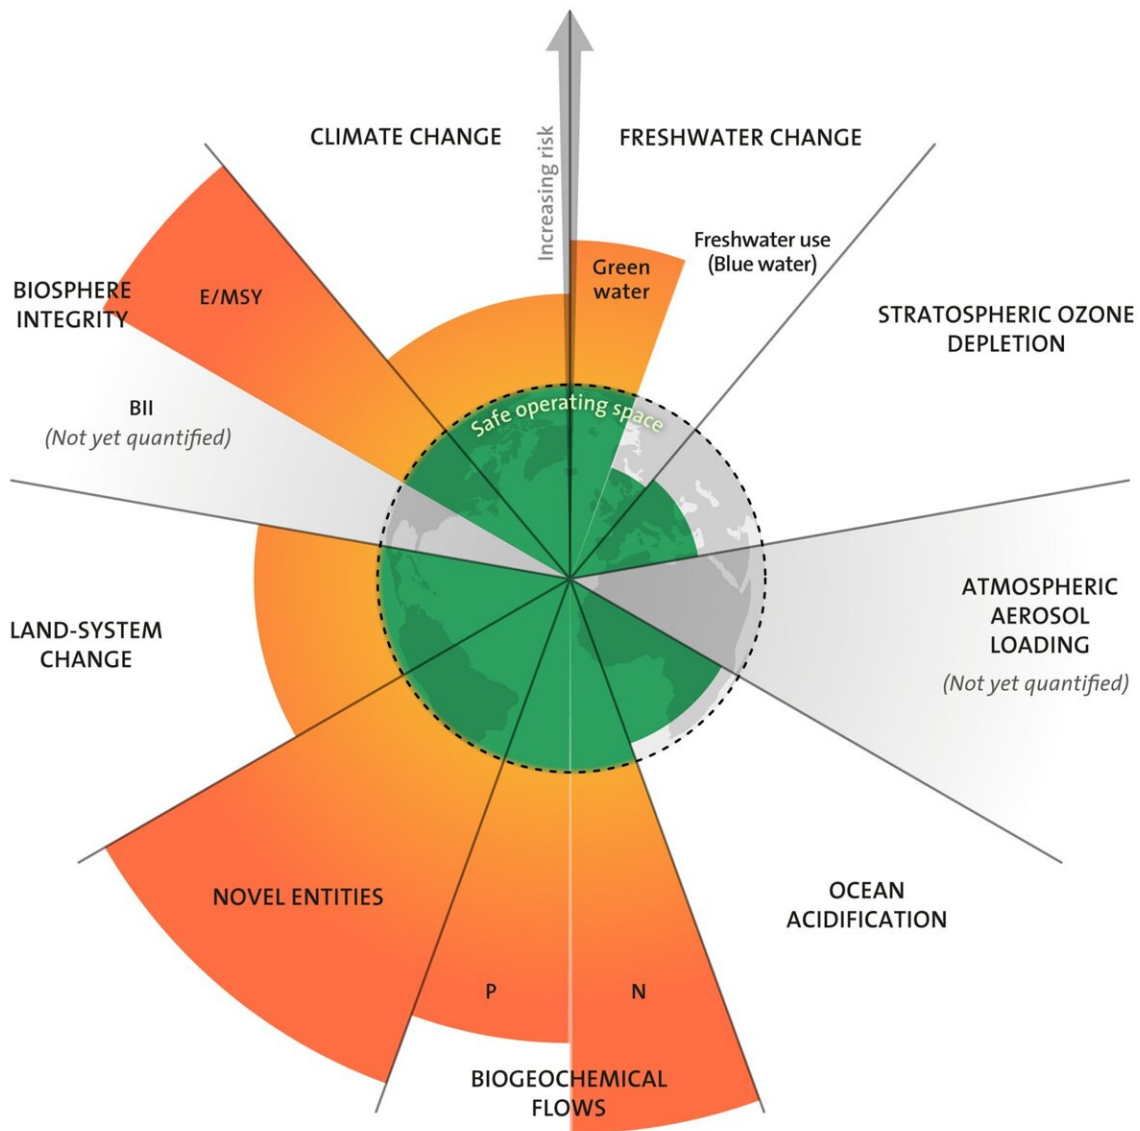 CLIMATE CHANGE
FRESHWATER CHANGE
Increasing risk
Freshwater use
(Blue water)
Green
water
BIOSPHERE
INTEGRITY
E/MSY
STRATOSPHERIC OZONE
DEPLETION
BII
(Not yet quantified)
Safe operating space
ATMOSPHERIC
AEROSOL
LOADING
(Not yet quantified)
LAND-SYSTEM
CHANGE
NOVEL ENTITIES
OCEAN
ACIDIFICATION
P
N
BIOGEOCHEMICAL
FLOWS